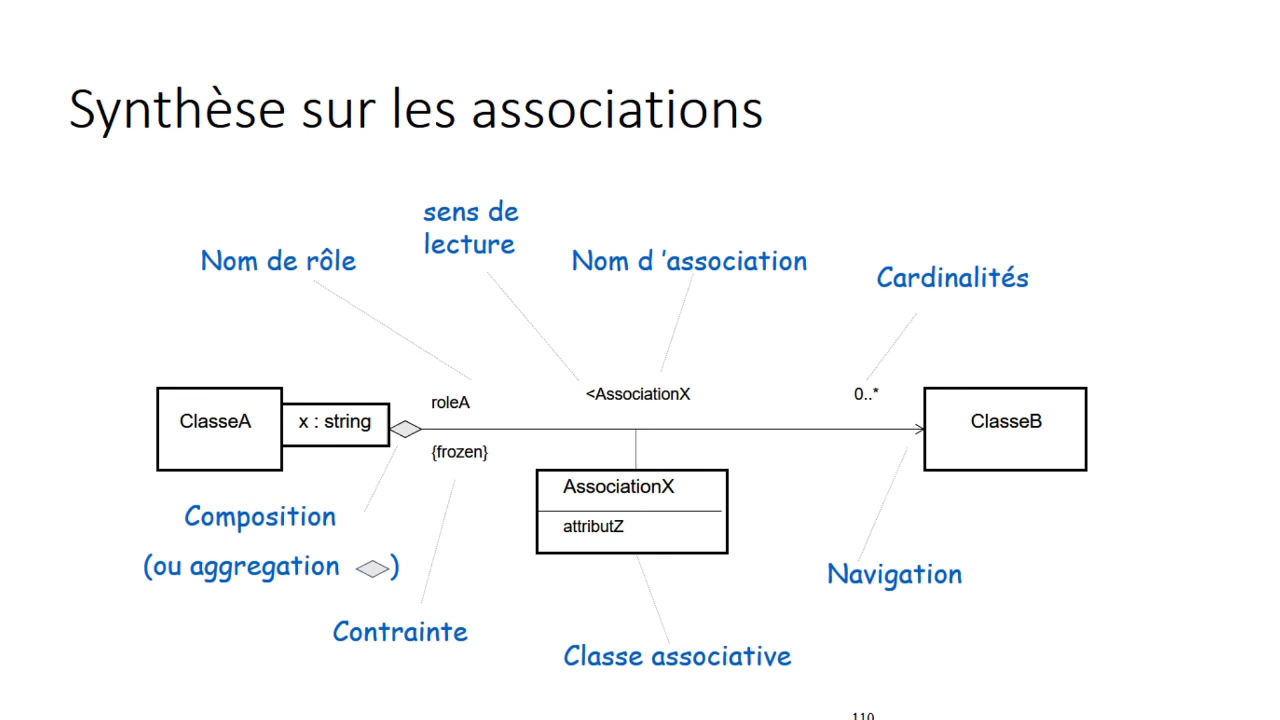 Synthèse sur les associations
sens de
lecture
Nom de rôle
Nom d ’association
Cardinalités
roleA
<AssociationX
0..*
ClasseA
x : string
ClasseB
{frozen}
AssociationX
attributZ
Composition
(ou aggregation )
Navigation
Contrainte
Classe associative
110